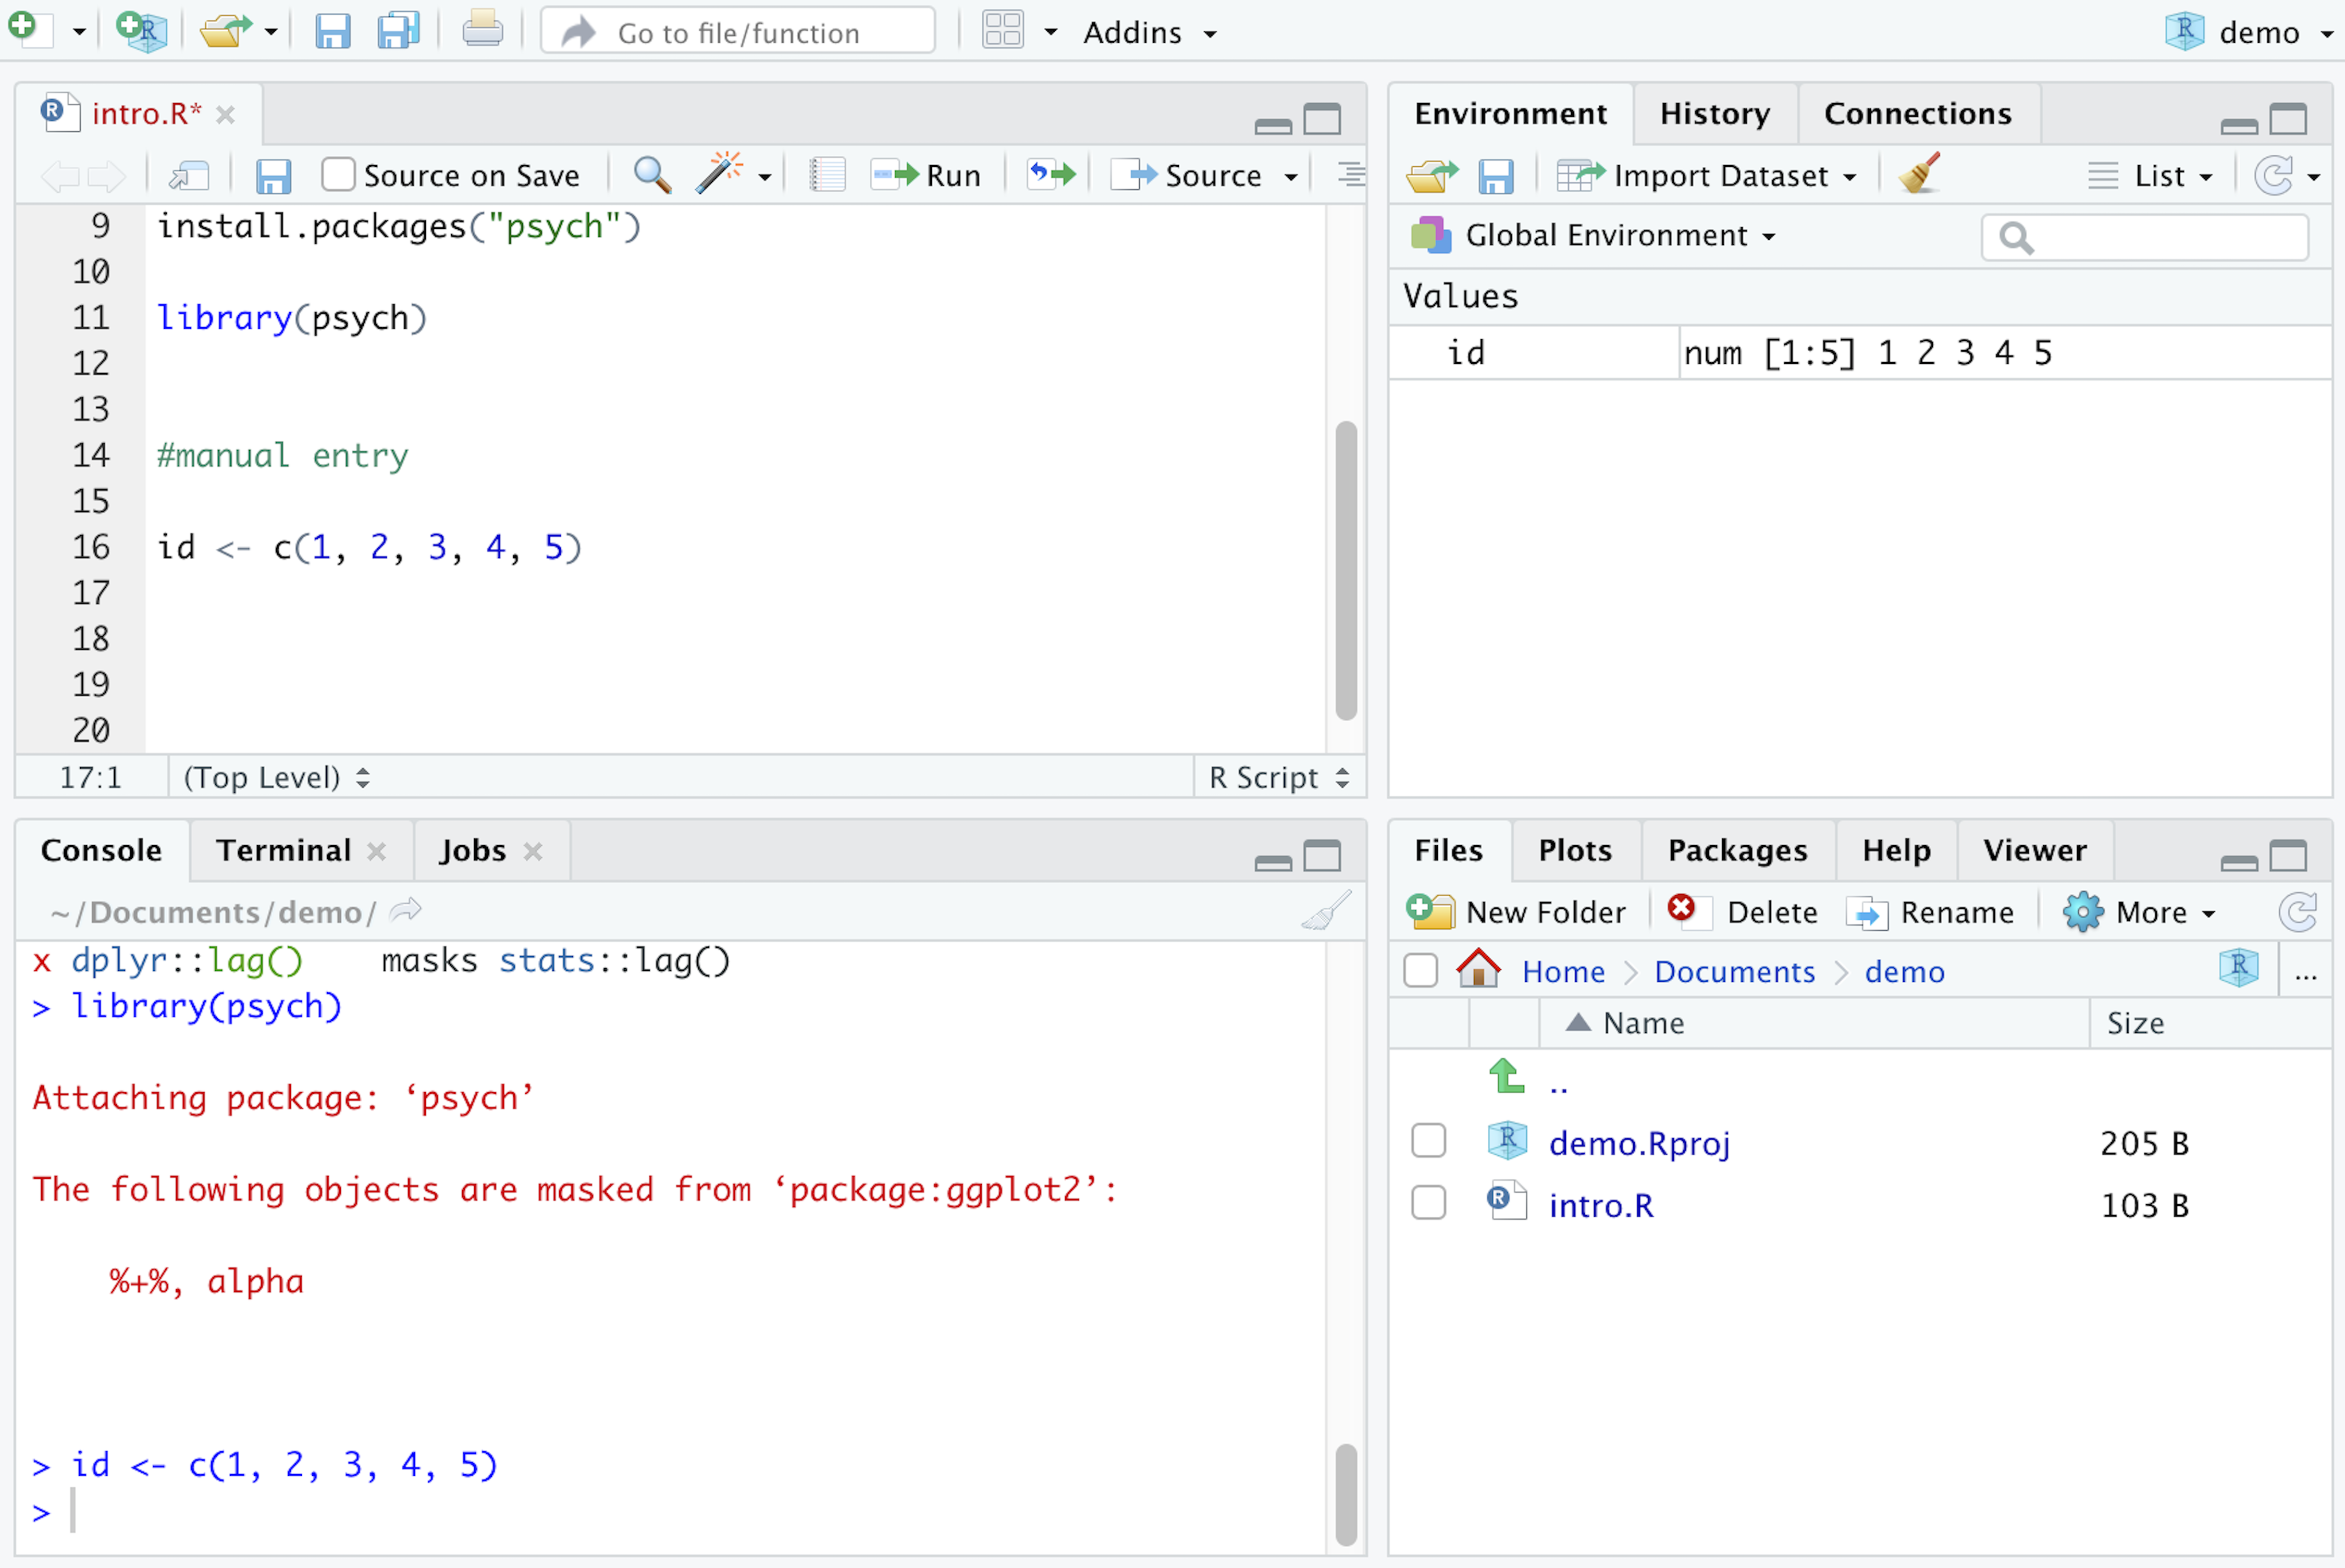 Go to file/function Addins demo
intro.R*
Source on Save Run Source
9 install.packages("psych")
10
11 library(psych)
12
13
14 #manual entry
15
16 id <- c(1, 2, 3, 4, 5)
17
18
19
20
17:1 (Top Level) R Script
Environment History Connections
Import Dataset List
Global Environment
Values
id num [1:5] 1 2 3 4 5
Console Terminal Jobs
~/Documents/demo/
x dplyr::lag() masks stats::lag()
> library(psych)
Attaching package: ‘psych’
The following objects are masked from ‘package:ggplot2’:
%+%, alpha
> id <- c(1, 2, 3, 4, 5)
>
Files Plots Packages Help Viewer
New Folder Delete Rename More
Home Documents demo ...
Name Size
..
demo.Rproj 205 B
intro.R 103 B